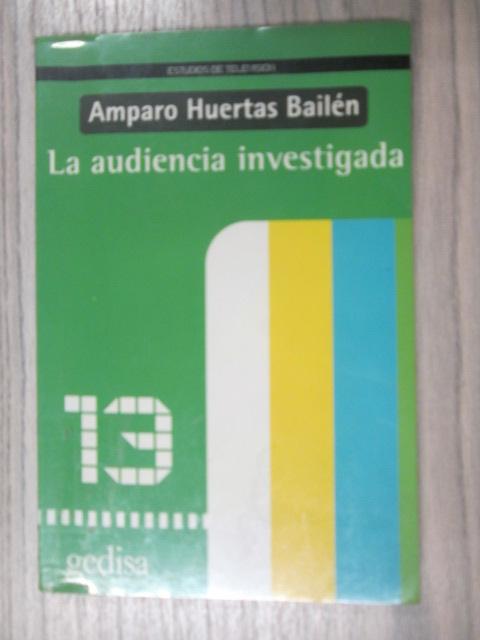 ESTUDIOS DE TELEVISIÓN
Amparo Huertas Bailén
La audiencia investigada
13
gedisa